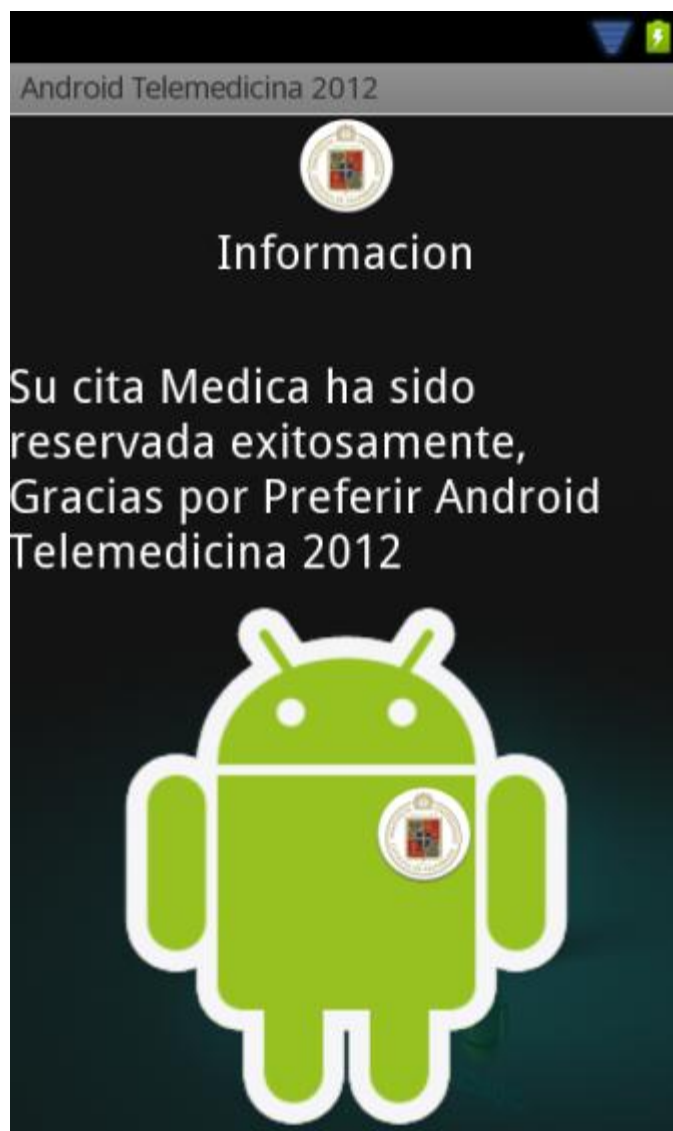 Android Telemedicina 2012
Informacion
Su cita Medica ha sido
reservada exitosamente,
Gracias por Preferir Android
Telemedicina 2012